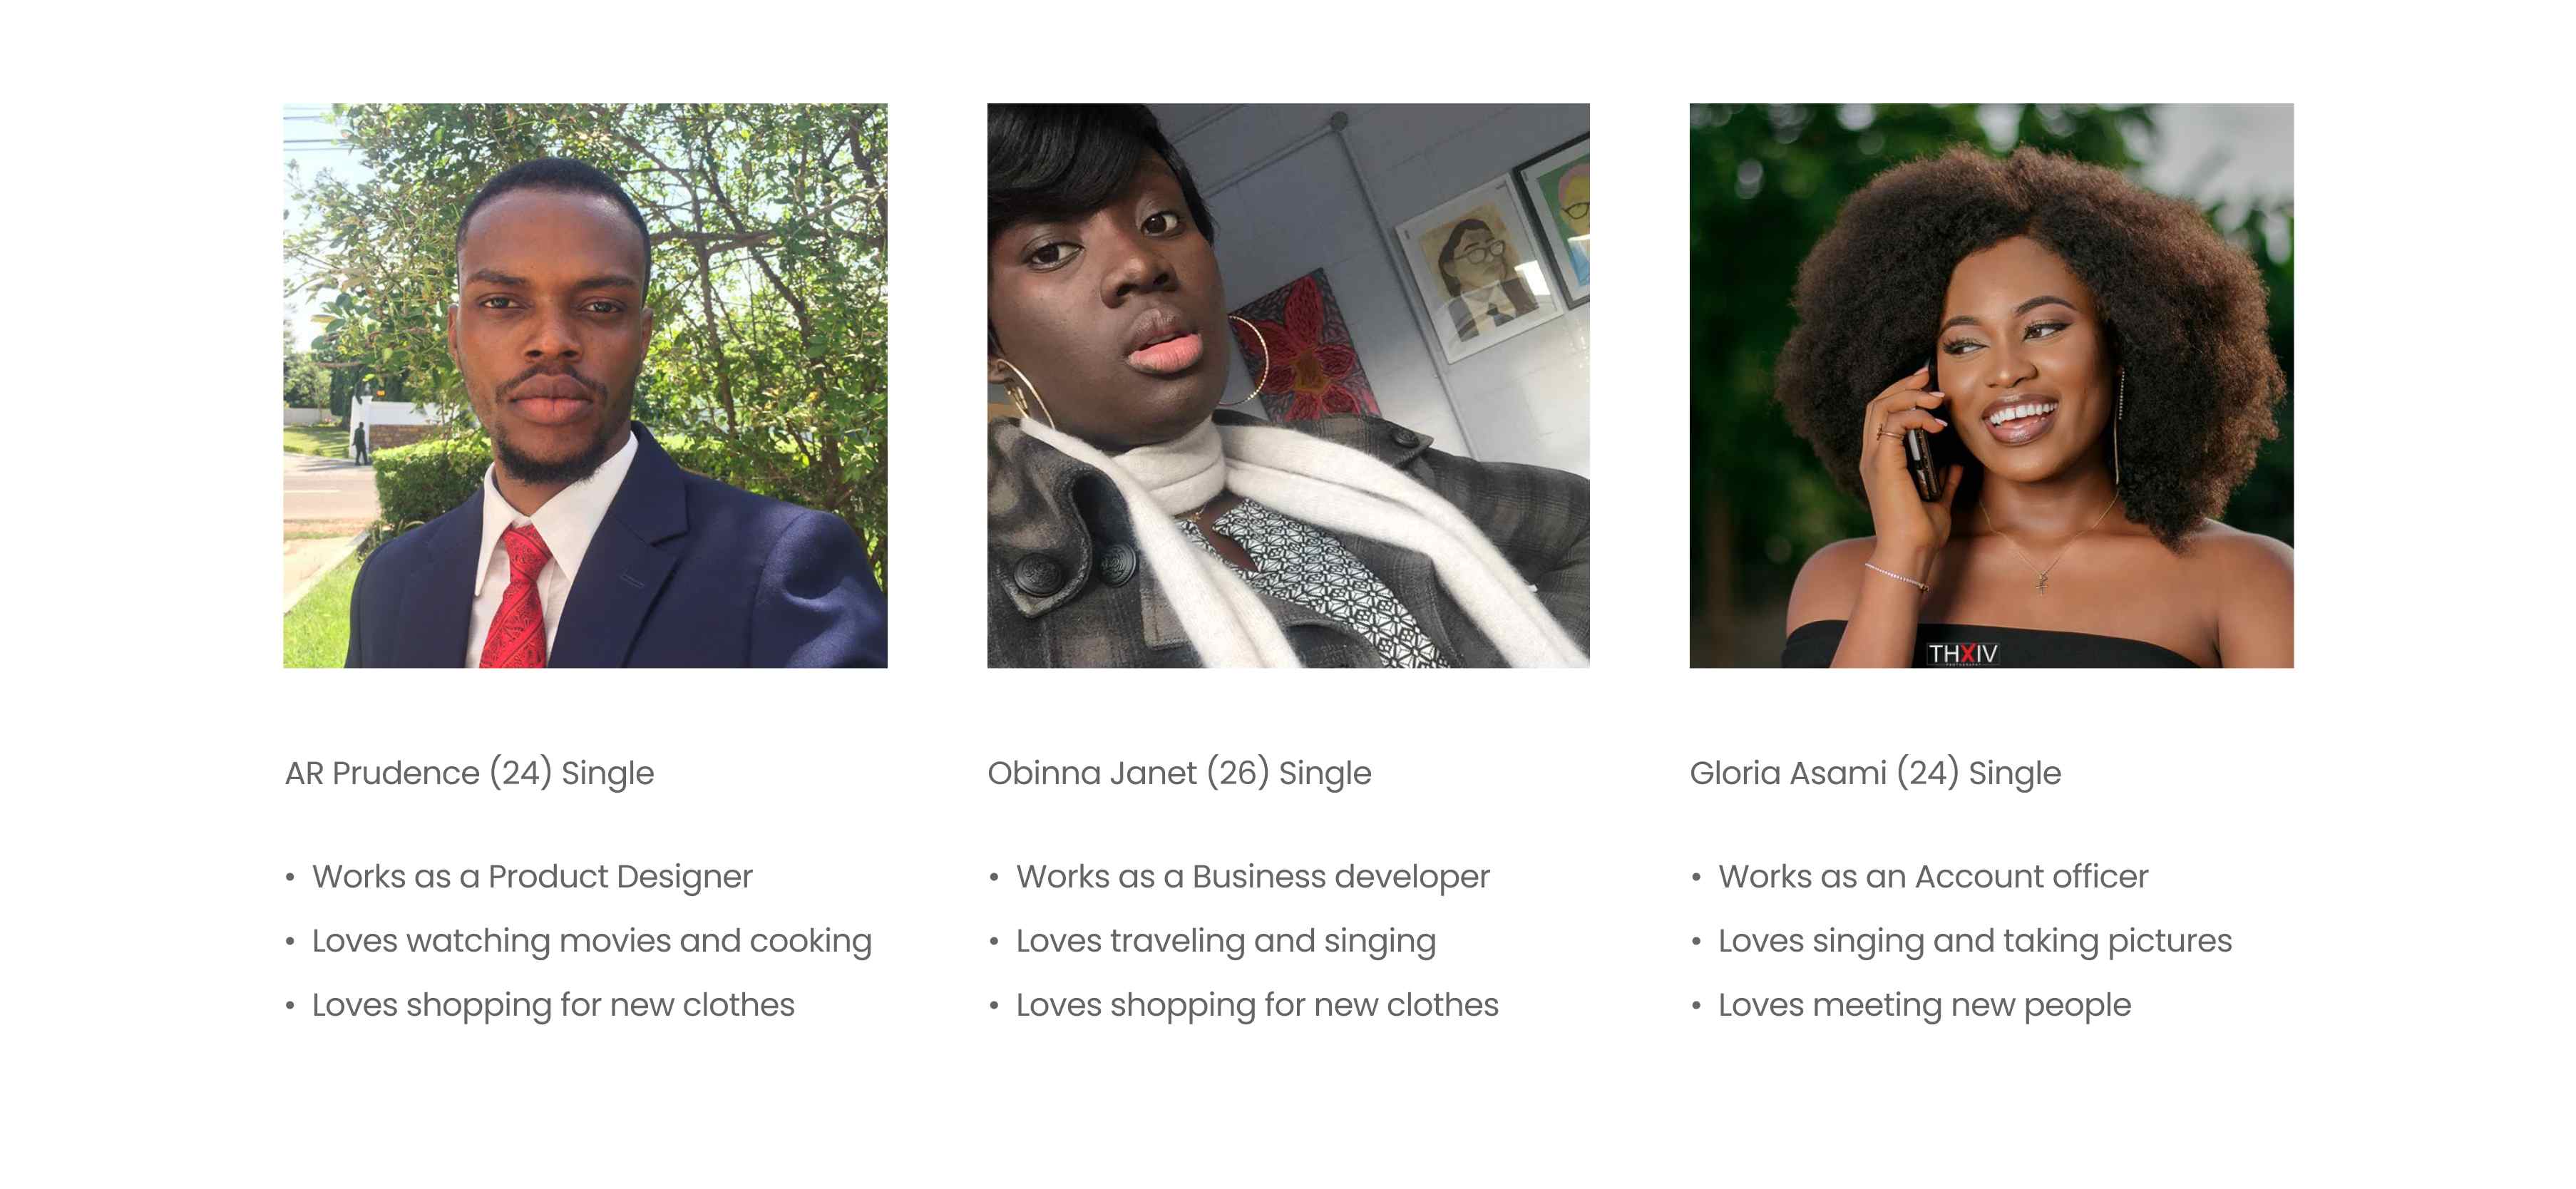 THXIV
AR Prudence (24) Single
• Works as a Product Designer
• Loves watching movies and cooking
• Loves shopping for new clothes
Obinna Janet (26) Single
• Works as a Business developer
• Loves traveling and singing
• Loves shopping for new clothes
Gloria Asami (24) Single
• Works as an Account officer
• Loves singing and taking pictures
• Loves meeting new people